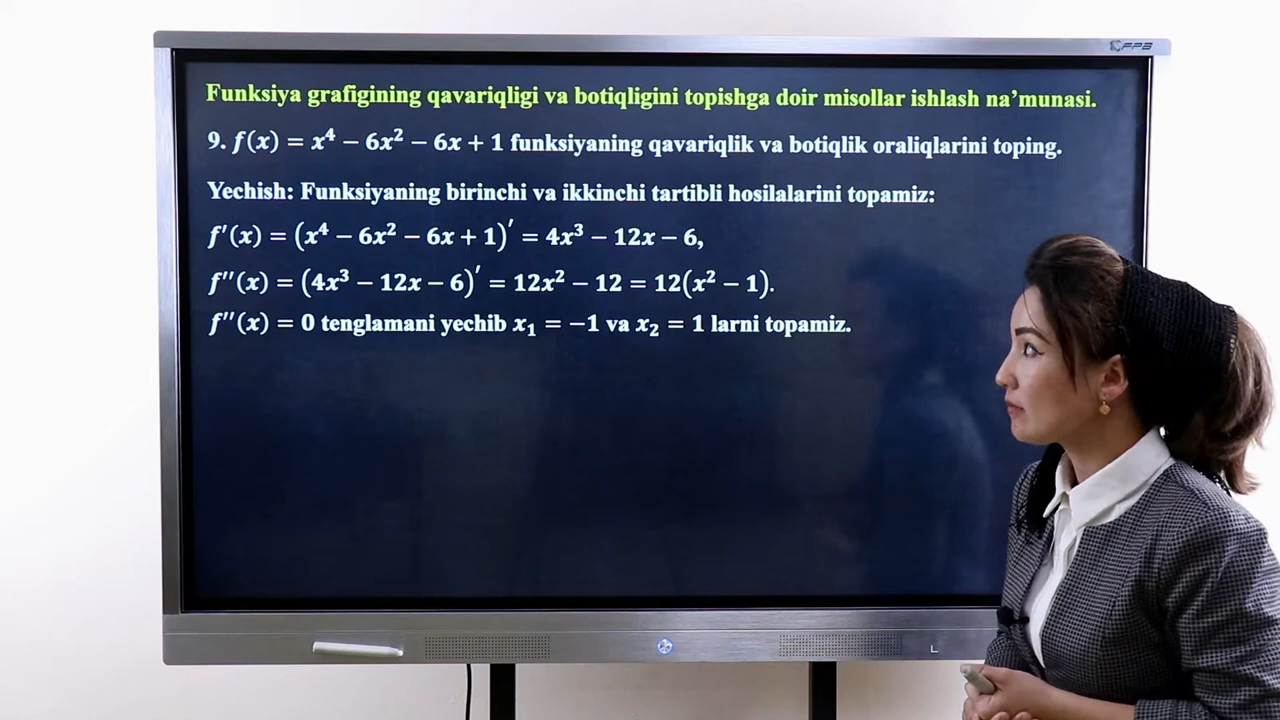 FPB
Funksiya grafigining qavariqligi va botiqligini topishga doir misollar ishlash na’munasi.
9. f(x) = x⁴ − 6x² − 6x + 1 funksiyaning qavariqlik va botiqlik oraliqlarini toping.
Yechish: Funksiyaning birinchi va ikkinchi tartibli hosilalarini topamiz:
f′(x) = (x⁴ − 6x² − 6x + 1)′ = 4x³ − 12x − 6,
f″(x) = (4x³ − 12x − 6)′ = 12x² − 12 = 12(x² − 1).
f″(x) = 0 tenglamani yechib x₁ = −1 va x₂ = 1 larni topamiz.